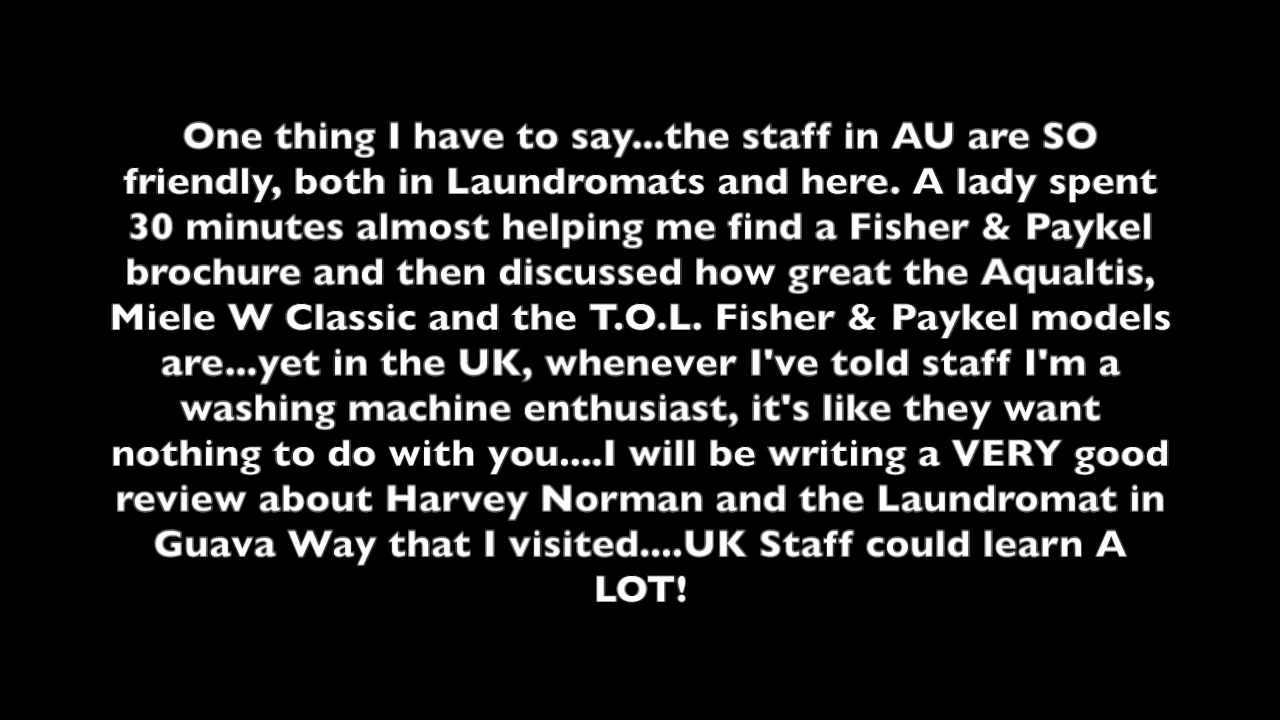 One thing I have to say...the staff in AU are SO
friendly, both in Laundromats and here. A lady spent
30 minutes almost helping me find a Fisher & Paykel
brochure and then discussed how great the Aqualtis,
Miele W Classic and the T.O.L. Fisher & Paykel models
are...yet in the UK, whenever I've told staff I'm a
washing machine enthusiast, it's like they want
nothing to do with you....I will be writing a VERY good
review about Harvey Norman and the Laundromat in
Guava Way that I visited....UK Staff could learn A
LOT!